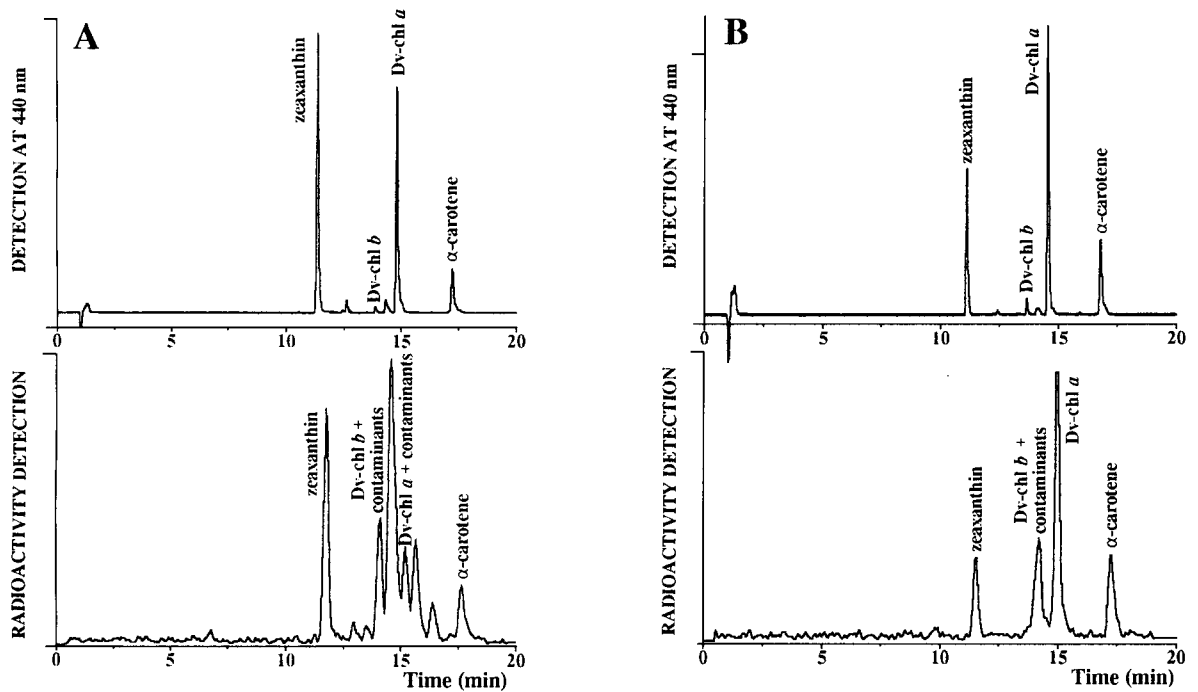 A
DETECTION AT 440 nm
zeaxanthin
Dv-chl b
Dv-chl a
α-carotene
0 5 10 15 20
RADIOACTIVITY DETECTION
zeaxanthin
Dv-chl b +
contaminants
Dv-chl a + contaminants
α-carotene
0 5 10 15 20
Time (min)
B
DETECTION AT 440 nm
zeaxanthin
Dv-chl b
Dv-chl a
α-carotene
0 5 10 15 20
RADIOACTIVITY DETECTION
zeaxanthin
Dv-chl b +
contaminants
Dv-chl a
α-carotene
0 5 10 15 20
Time (min)